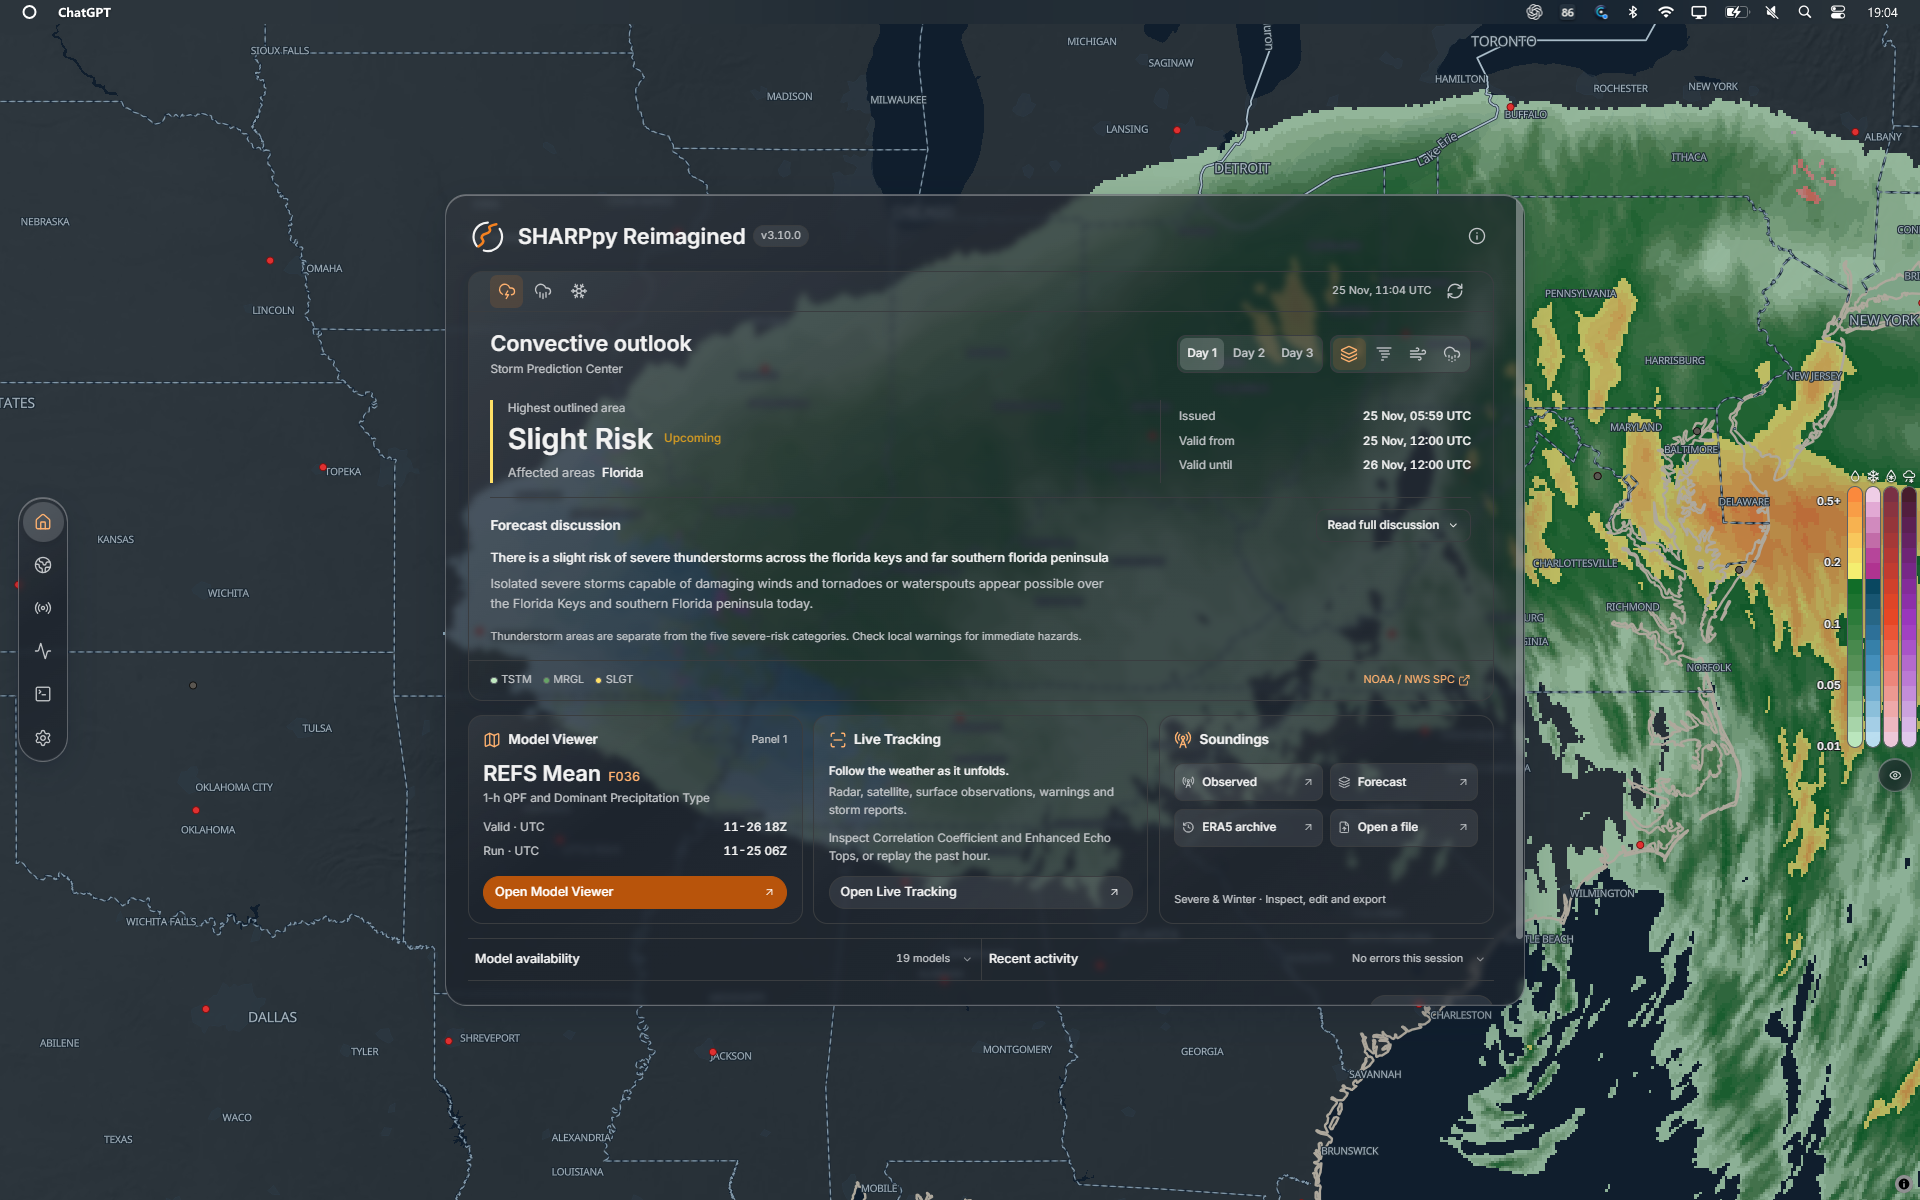 ChatGPT
86
19:04
SIOUX FALLS
MICHIGAN
SAGINAW
TORONTO
HAMILTON
ROCHESTER
NEW YORK
MADISON
MILWAUKEE
LANSING
BUFFALO
ALBANY
Lake Erie
DETROIT
ITHACA
NEBRASKA
OMAHA
LINCOLN
PENNSYLVANIA
NEW YORK
HARRISBURG
NEW JERSEY
MARYLAND
BALTIMORE
DELAWARE
CHARLOTTESVILLE
RICHMOND
NORFOLK
TOPEKA
KANSAS
WICHITA
TULSA
OKLAHOMA CITY
OKLAHOMA
WICHITA FALLS
WILMINGTON
TLE BEACH
CHARLESTON
DALLAS
ABILENE
TYLER
SHREVEPORT
JACKSON
MONTGOMERY
GEORGIA
SAVANNAH
WACO
TEXAS
ALEXANDRIA
LOUISIANA
BRUNSWICK
MOBILE
TATES
CON
BRI
URG
INIA
SHARPpy Reimagined v3.10.0
25 Nov, 11:04 UTC
Convective outlook
Storm Prediction Center
Day 1 Day 2 Day 3
Highest outlined area
Slight Risk Upcoming
Affected areas Florida
Issued 25 Nov, 05:59 UTC
Valid from 25 Nov, 12:00 UTC
Valid until 26 Nov, 12:00 UTC
Forecast discussion
Read full discussion
There is a slight risk of severe thunderstorms across the florida keys and far southern florida peninsula
Isolated severe storms capable of damaging winds and tornadoes or waterspouts appear possible over
the Florida Keys and southern Florida peninsula today.
Thunderstorm areas are separate from the five severe-risk categories. Check local warnings for immediate hazards.
TSTM MRGL SLGT
NOAA / NWS SPC
Model Viewer Panel 1
REFS Mean F036
1-h QPF and Dominant Precipitation Type
Valid · UTC 11-26 18Z
Run · UTC 11-25 06Z
Open Model Viewer
Live Tracking
Follow the weather as it unfolds.
Radar, satellite, surface observations, warnings and
storm reports.
Inspect Correlation Coefficient and Enhanced Echo
Tops, or replay the past hour.
Open Live Tracking
Soundings
Observed
Forecast
ERA5 archive
Open a file
Severe & Winter · Inspect, edit and export
Model availability 19 models
Recent activity No errors this session
0.5+
0.2
0.1
0.05
0.01